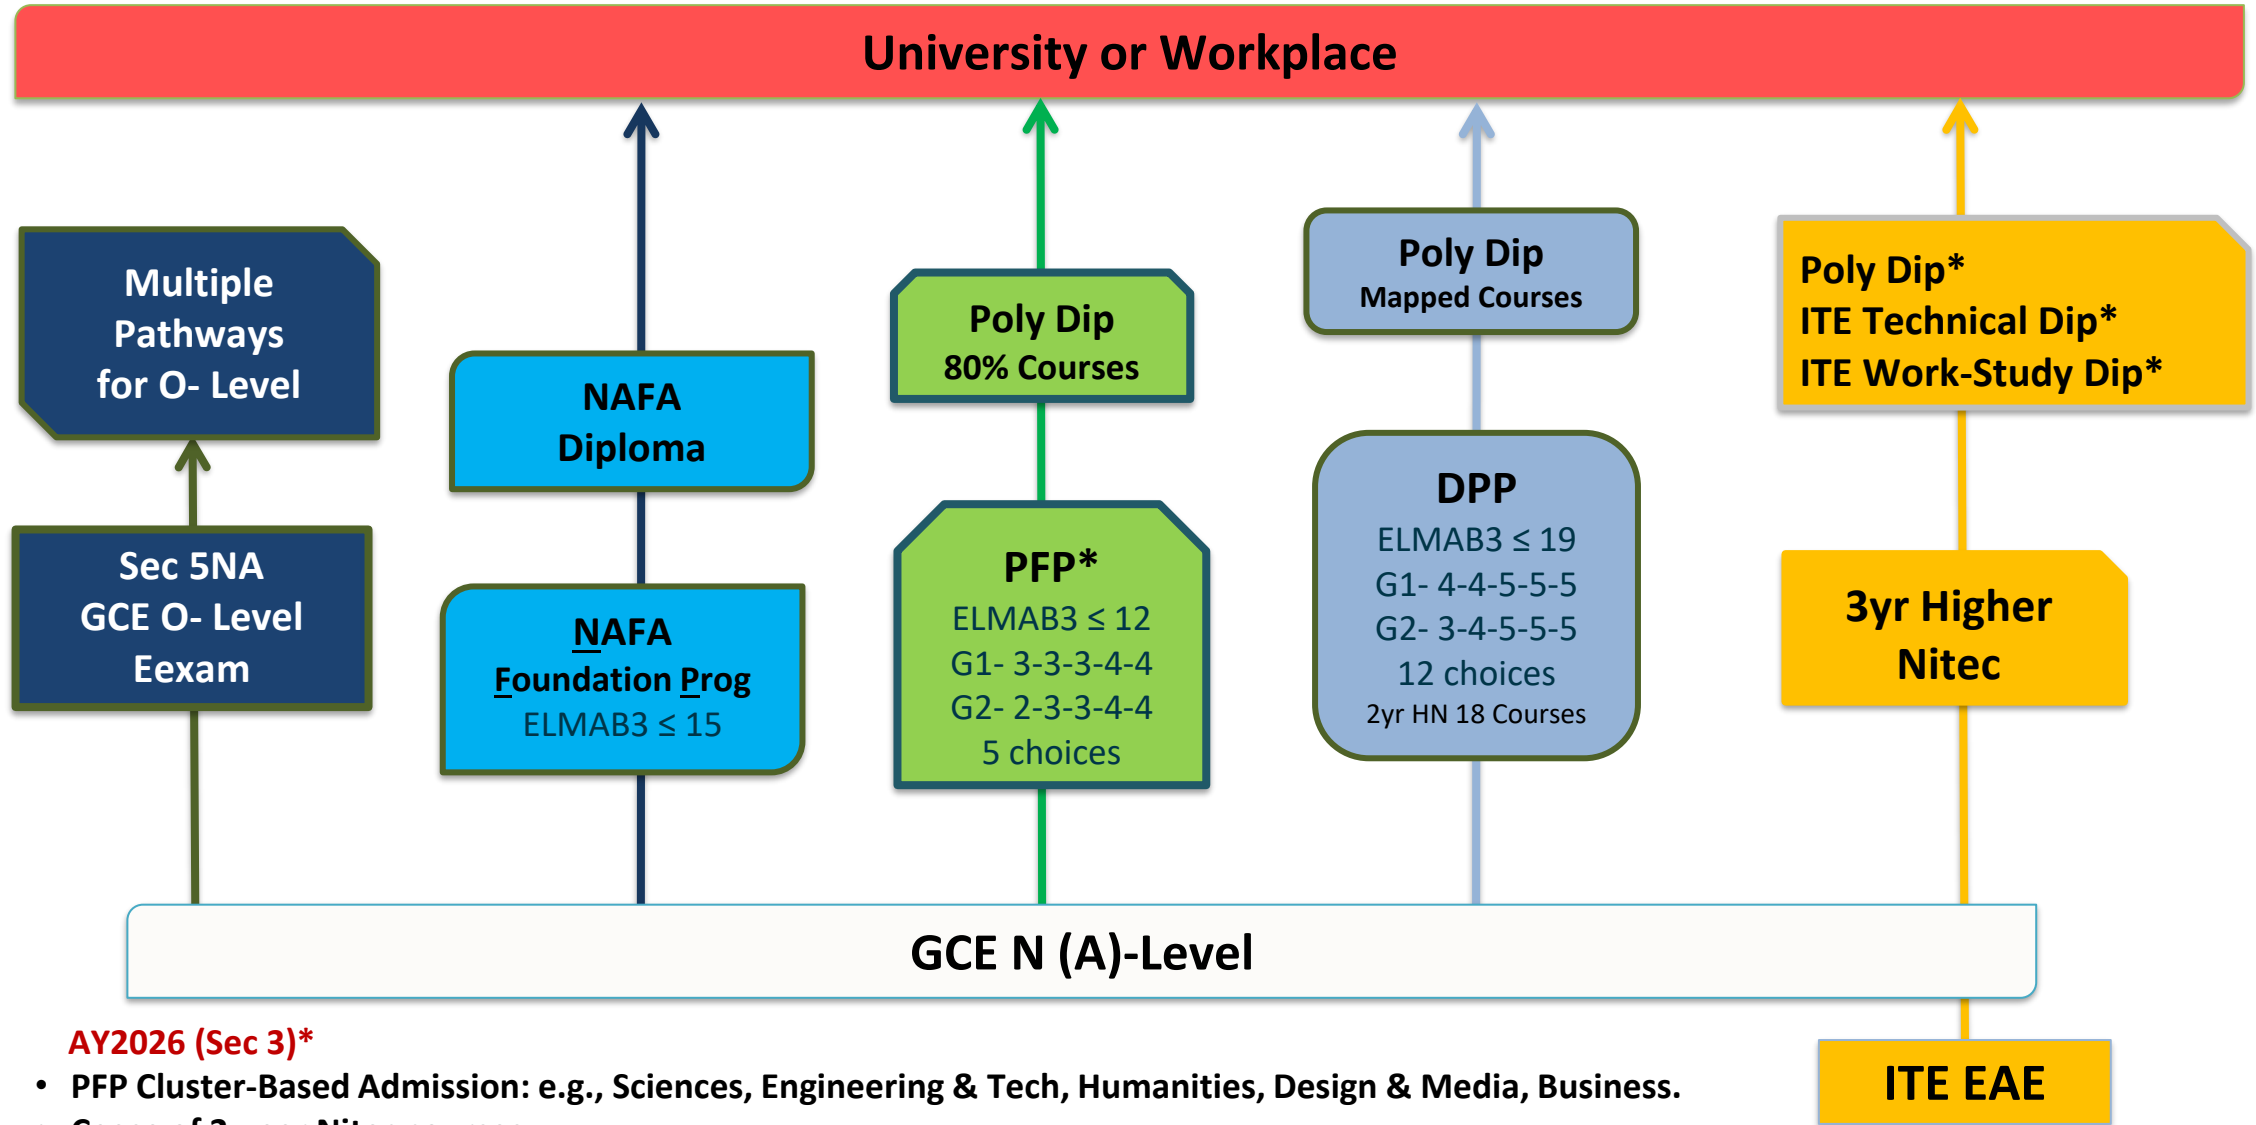 University or Workplace
Multiple
Pathways
for O- Level
Sec 5NA
GCE O- Level
Eexam
NAFA
Diploma
NAFA
Foundation Prog
ELMAB3 ≤ 15
Poly Dip
80% Courses
PFP*
ELMAB3 ≤ 12
G1- 3-3-3-4-4
G2- 2-3-3-4-4
5 choices
Poly Dip
Mapped Courses
DPP
ELMAB3 ≤ 19
G1- 4-4-5-5-5
G2- 3-4-5-5-5
12 choices
2yr HN 18 Courses
Poly Dip*
ITE Technical Dip*
ITE Work-Study Dip*
3yr Higher
Nitec
GCE N (A)-Level
ITE EAE
AY2026 (Sec 3)*
• PFP Cluster-Based Admission: e.g., Sciences, Engineering & Tech, Humanities, Design & Media, Business.